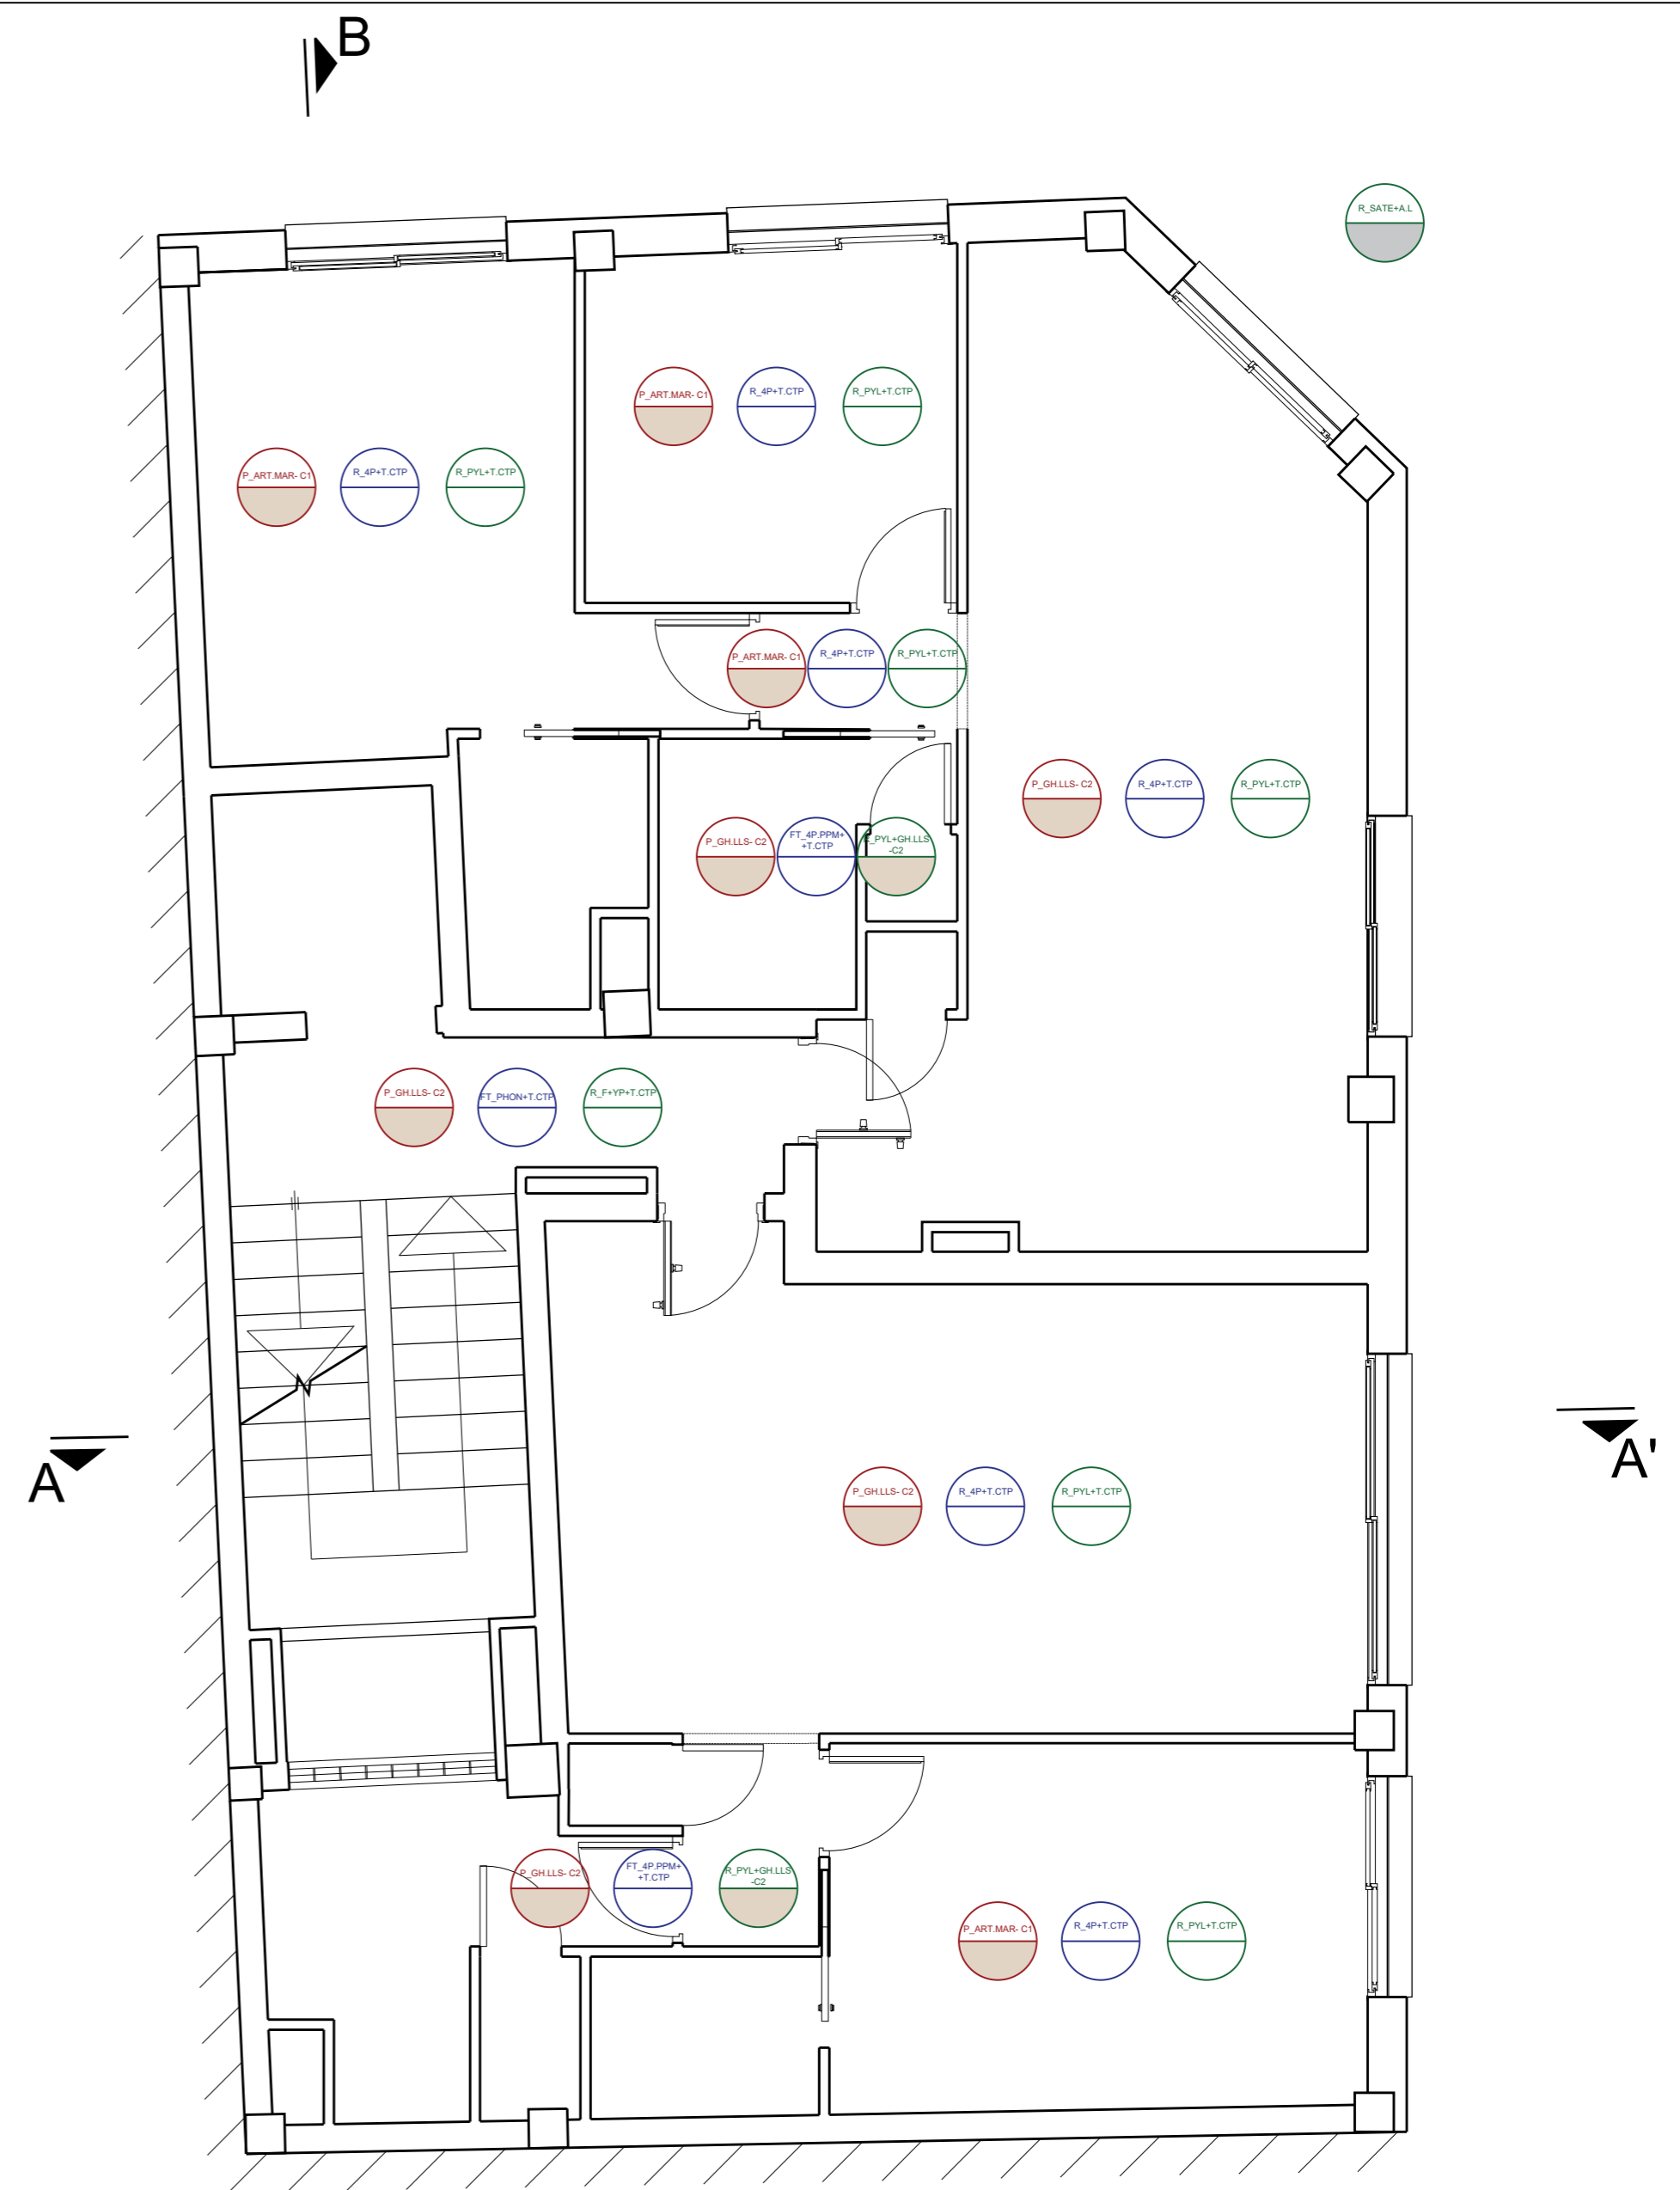 B
R_SATE+A.L
P_ART.MAR- C1
R_4P+T.CTP
R_PYL+T.CTP
P_ART.MAR- C1
R_4P+T.CTP
R_PYL+T.CTP
P_ART.MAR- C1
R_4P+T.CTP
R_PYL+T.CTP
P_GH.LLS- C2
R_4P+T.CTP
R_PYL+T.CTP
P_GH.LLS- C2
FT_4P.PPM+
+T.CTP
R_PYL+GH.LLS
-C2
P_GH.LLS- C2
FT_PHON+T.CTP
R_F+YP+T.CTP
A
A'
P_GH.LLS- C2
R_4P+T.CTP
R_PYL+T.CTP
P_GH.LLS- C2
FT_4P.PPM+
+T.CTP
R_PYL+GH.LLS
-C2
P_ART.MAR- C1
R_4P+T.CTP
R_PYL+T.CTP